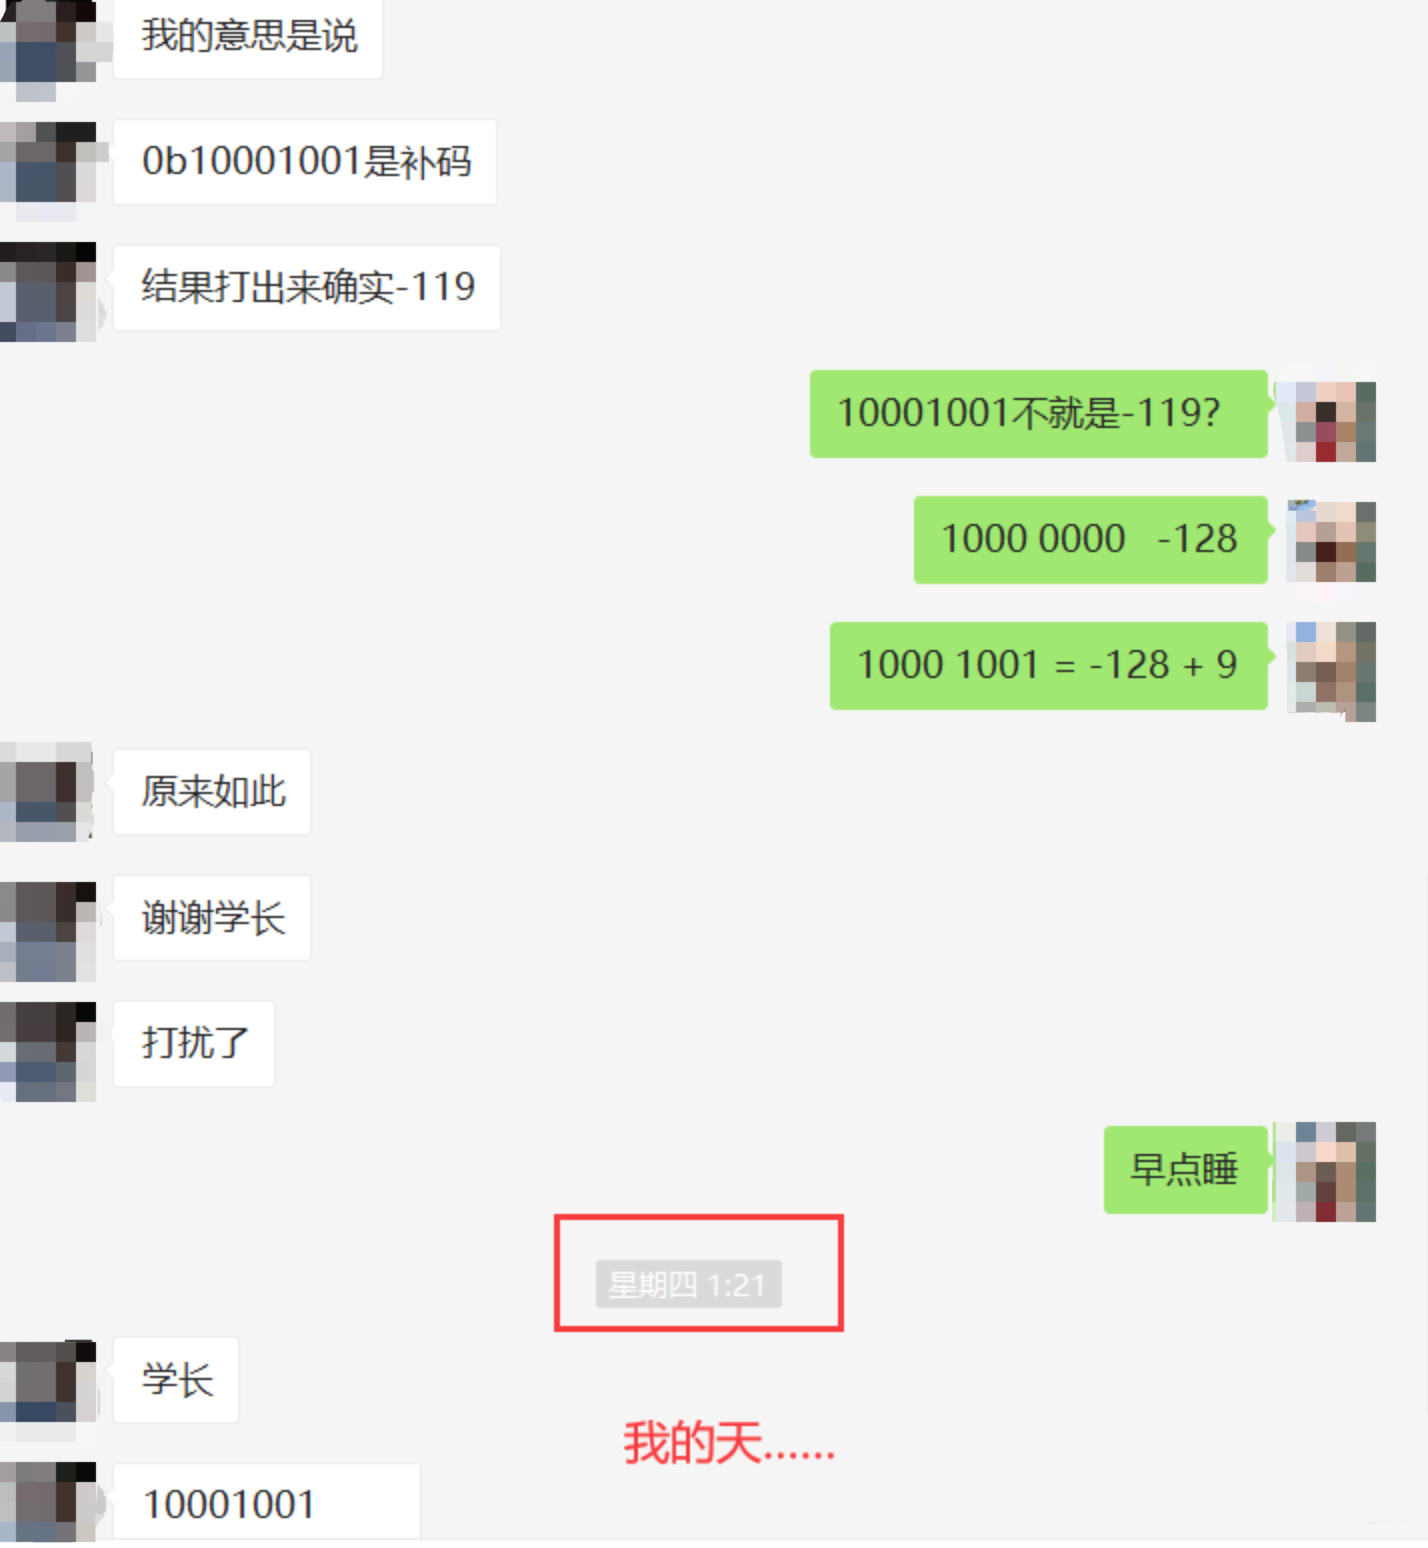 我的意思是说
0b10001001是补码
结果打出来确实-119
10001001不就是-119?
1000 0000   -128
1000 1001 = -128 + 9
原来如此
谢谢学长
打扰了
早点睡
星期四 1:21
学长
我的天......
10001001